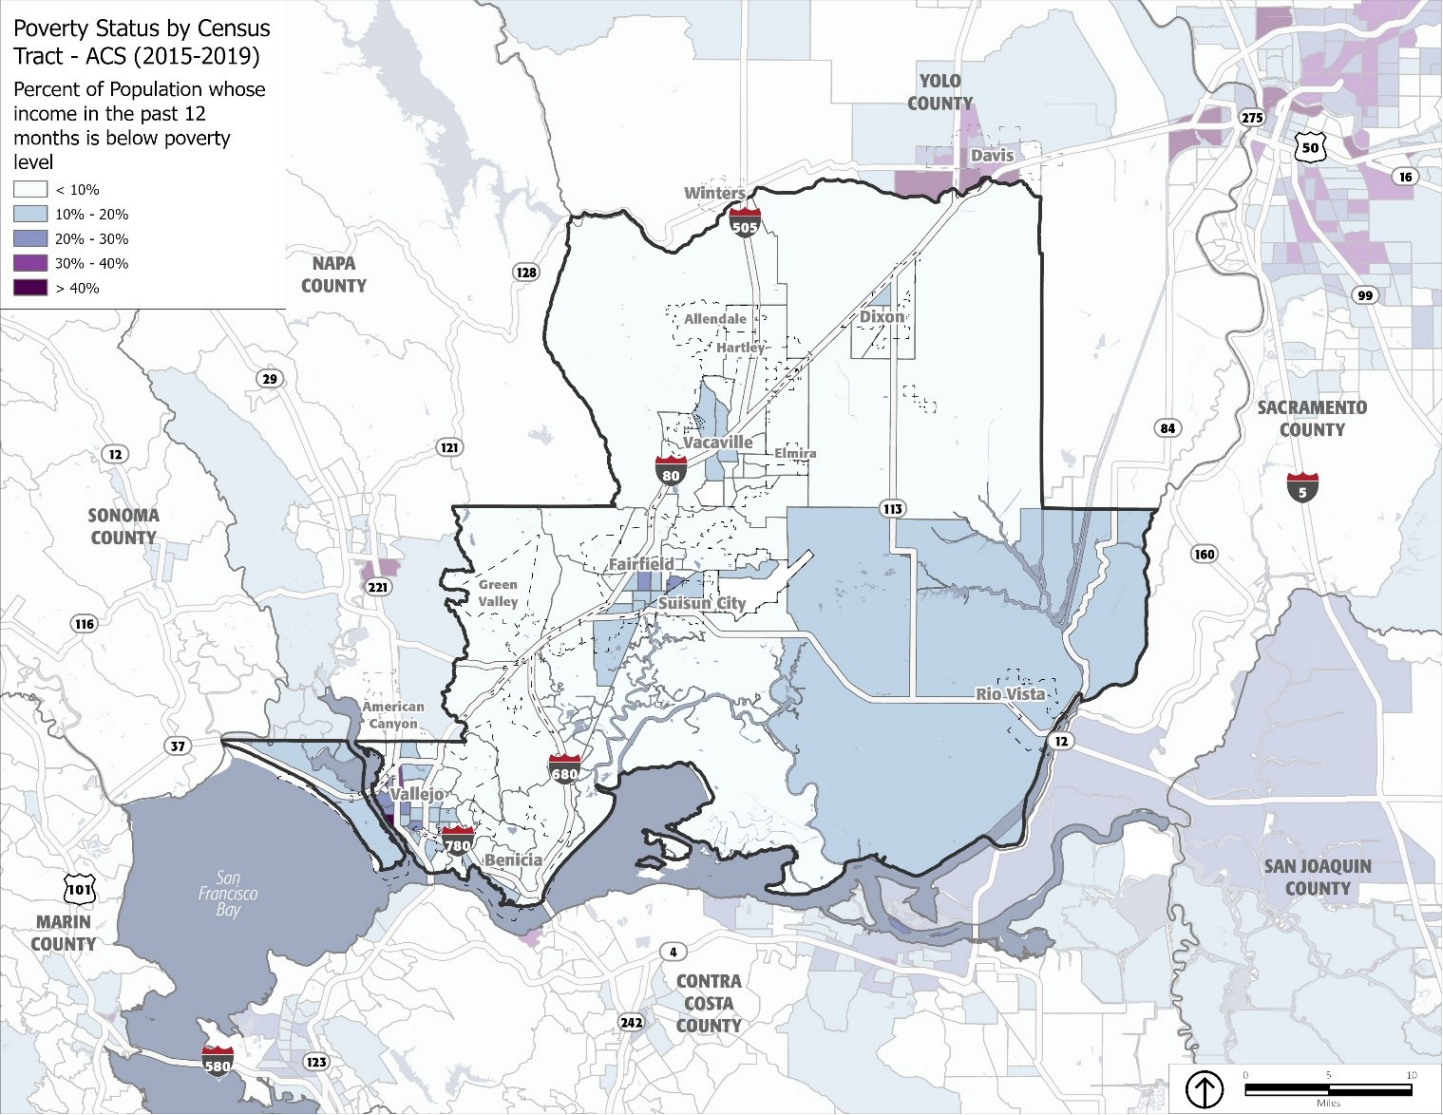 Poverty Status by Census
Tract - ACS (2015-2019)
Percent of Population whose
income in the past 12
months is below poverty
level
< 10%
10% - 20%
20% - 30%
30% - 40%
> 40%
YOLO
COUNTY
275
50
16
Davis
Winters
505
NAPA
COUNTY
128
99
Allendale
Dixon
Hartley
29
SACRAMENTO
COUNTY
84
121
12
Vacaville
Elmira
80
5
113
SONOMA
COUNTY
160
Fairfield
221
Green
Valley
Suisun City
116
Rio Vista
American
Canyon
37
12
680
Vallejo
780
Benicia
SAN JOAQUIN
COUNTY
101
San
Francisco
Bay
MARIN
COUNTY
4
CONTRA
COSTA
COUNTY
242
580
123
0 5 10
Miles